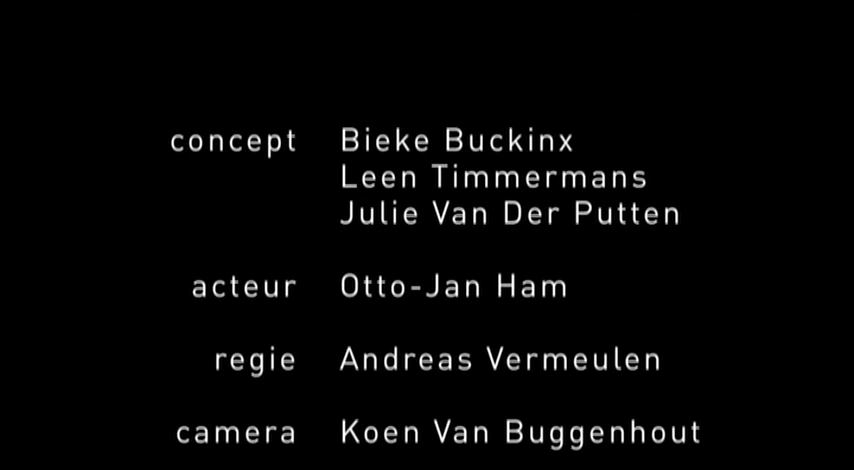 concept Bieke Buckinx
Leen Timmermans
Julie Van Der Putten
acteur Otto-Jan Ham
regie Andreas Vermeulen
camera Koen Van Buggenhout